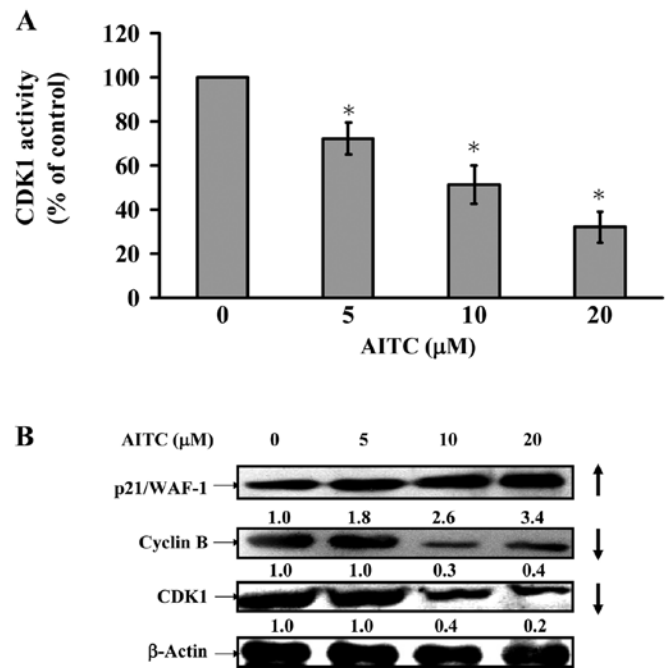 A
CDK1 activity
(% of control)
120
100
80
60
40
20
0
*
*
*
0 5 10 20
AITC (μM)
B
AITC (μM) 0 5 10 20
p21/WAF-1
1.0 1.8 2.6 3.4
Cyclin B
1.0 1.0 0.3 0.4
CDK1
1.0 1.0 0.4 0.2
β-Actin